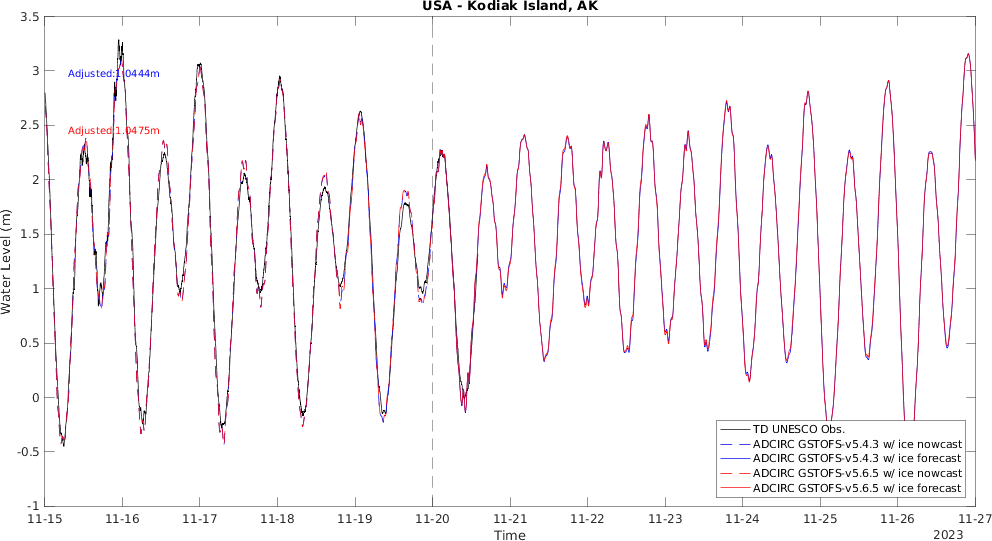 USA - Kodiak Island, AK
3.5
3
2.5
2
1.5
1
0.5
0
-0.5
-1
Water Level (m)
Adjusted:1.0444m
Adjusted:1.0475m
TD UNESCO Obs.
ADCIRC GSTOFS-v5.4.3 w/ ice nowcast
ADCIRC GSTOFS-v5.4.3 w/ ice forecast
ADCIRC GSTOFS-v5.6.5 w/ ice nowcast
ADCIRC GSTOFS-v5.6.5 w/ ice forecast
11-15 11-16 11-17 11-18 11-19 11-20 11-21 11-22 11-23 11-24 11-25 11-26 11-27
Time
2023